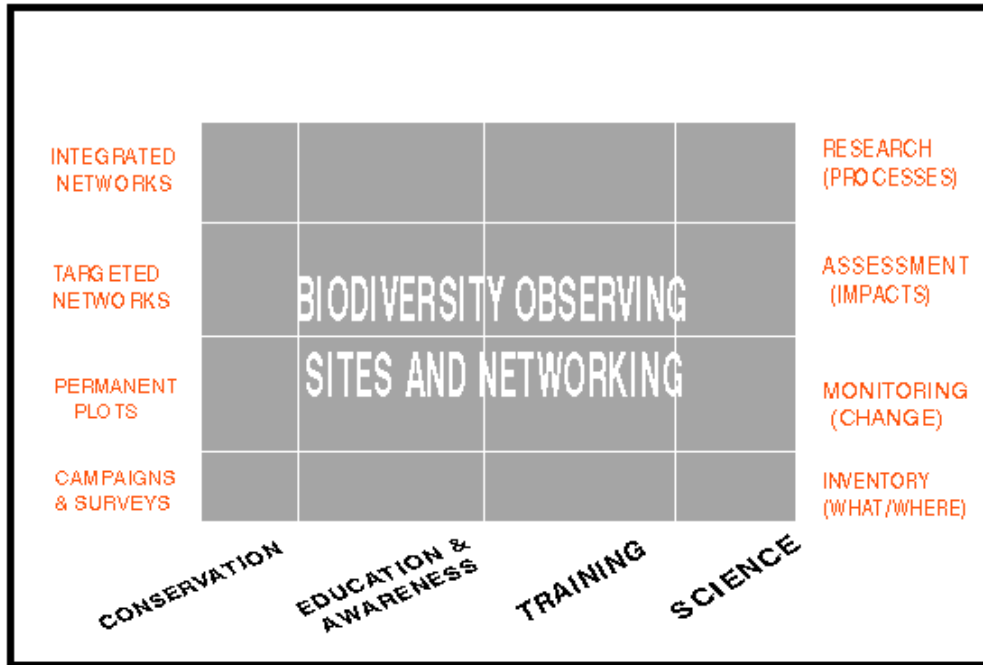 INTEGRATED
NETWORKS
TARGETED
NETWORKS
PERMANENT
PLOTS
CAMPAIGNS
& SURVEYS
BIODIVERSITY OBSERVING
SITES AND NETWORKING
RESEARCH
(PROCESSES)
ASSESSMENT
(IMPACTS)
MONITORING
(CHANGE)
INVENTORY
(WHAT/WHERE)
CONSERVATION
EDUCATION &
AWARENESS
TRAINING
SCIENCE